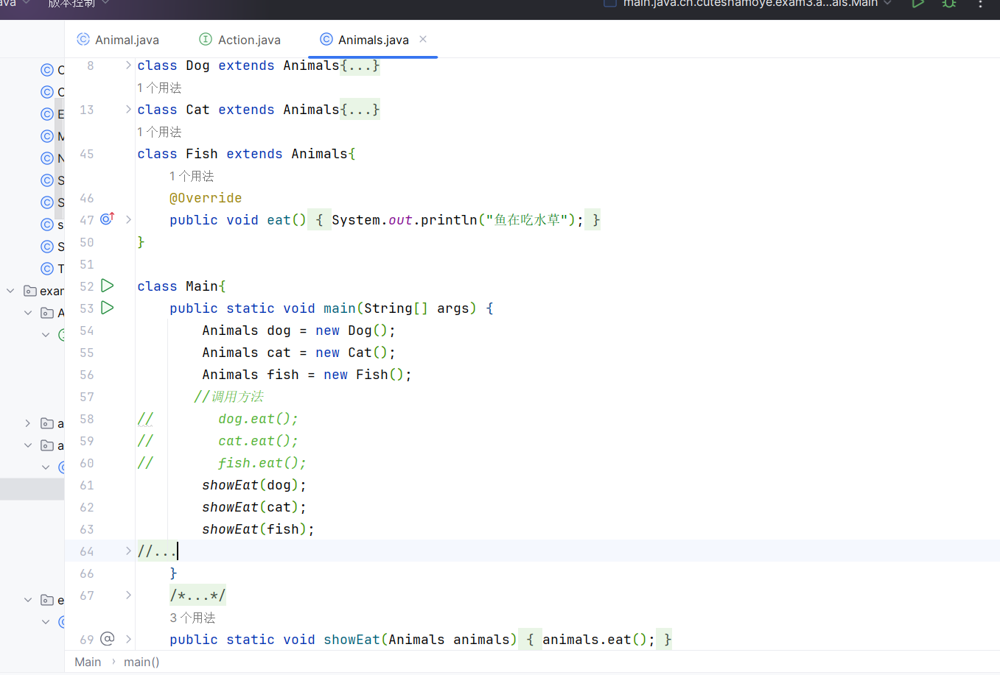 版本控制
main.java.cn.cuteshamoye.exam3.a...als.Main
Animal.java
Action.java
Animals.java
8 class Dog extends Animals{...}
1 个用法
13 class Cat extends Animals{...}
1 个用法
45 class Fish extends Animals{
1 个用法
46 @Override
47 public void eat() { System.out.println("鱼在吃水草"); }
50 }
51
52 class Main{
53 public static void main(String[] args) {
54 Animals dog = new Dog();
55 Animals cat = new Cat();
56 Animals fish = new Fish();
57 //调用方法
58 // dog.eat();
59 // cat.eat();
60 // fish.eat();
61 showEat(dog);
62 showEat(cat);
63 showEat(fish);
64 //...
66 }
67 /*...*/
3 个用法
69 public static void showEat(Animals animals) { animals.eat(); }
Main › main()